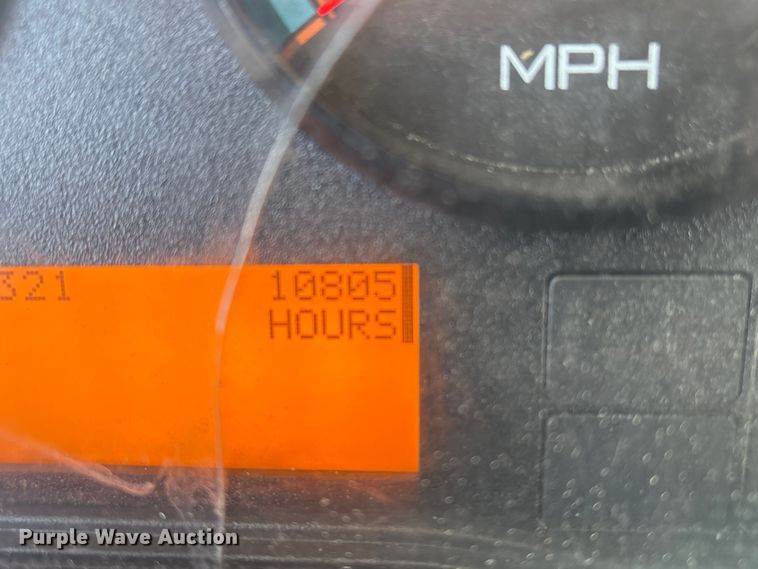 MPH
321 10805
HOURS
Purple Wave Auction